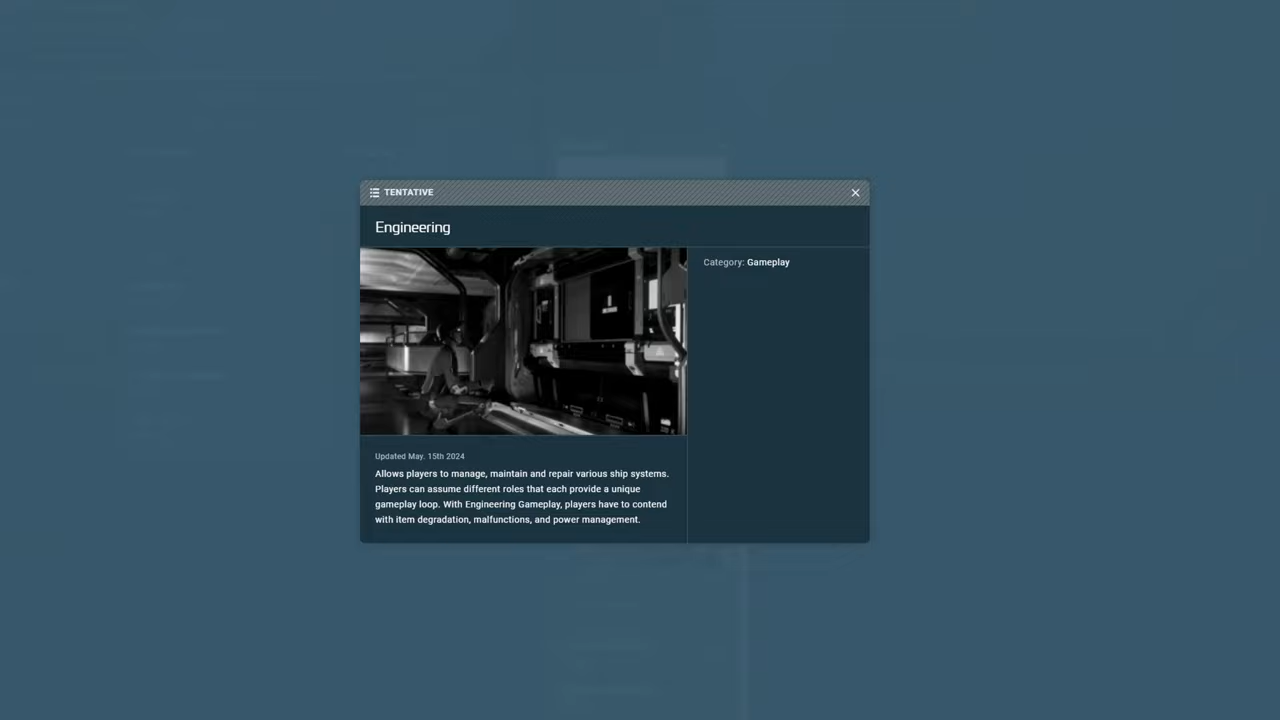 TENTATIVE
Engineering
Category: Gameplay
Updated May. 15th 2024
Allows players to manage, maintain and repair various ship systems.
Players can assume different roles that each provide a unique
gameplay loop. With Engineering Gameplay, players have to contend
with item degradation, malfunctions, and power management.